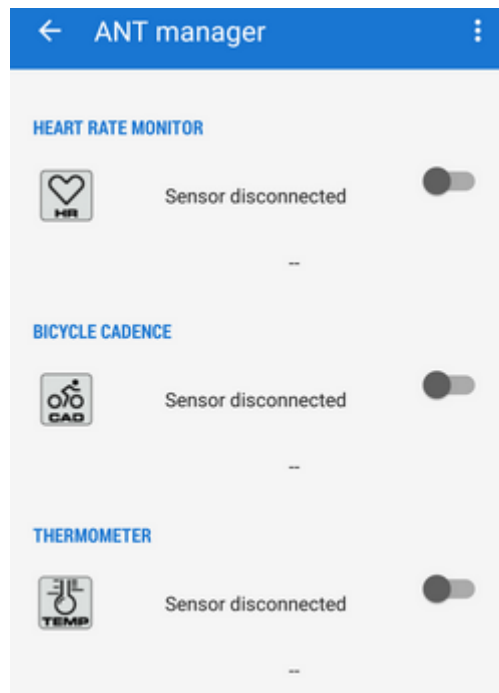 ANT manager
HEART RATE MONITOR
HR
Sensor disconnected
--
BICYCLE CADENCE
CAD
Sensor disconnected
--
THERMOMETER
TEMP
Sensor disconnected
--